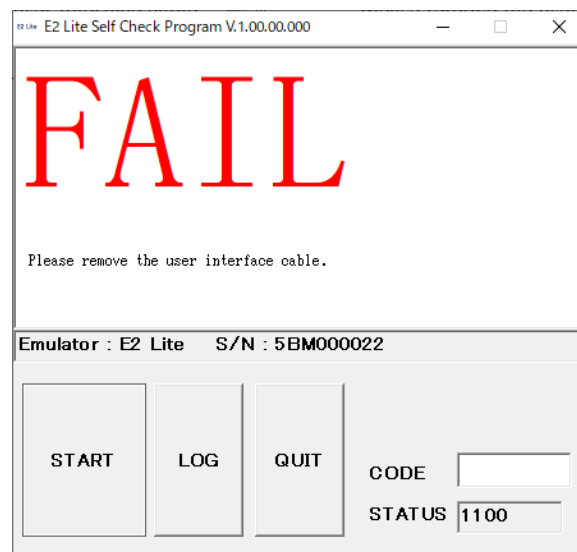 E2 Lite E2 Lite Self Check Program V.1.00.00.000
FAIL
Please remove the user interface cable.
Emulator : E2 Lite S/N : 5BM000022
START LOG QUIT
CODE
STATUS 1100